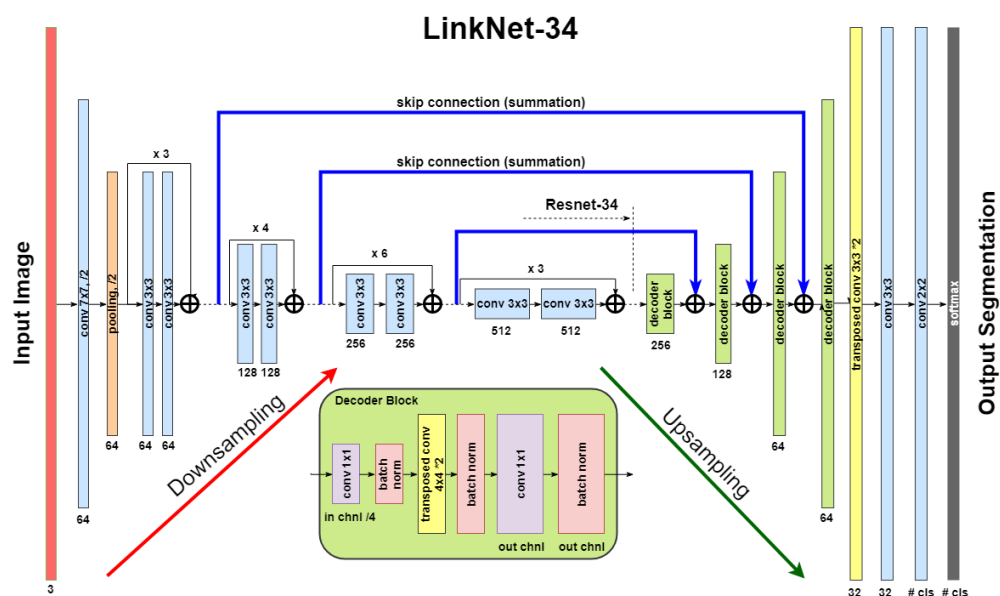 LinkNet-34
Input Image
3
conv 7x7, /2
64
pooling, /2
64
x 3
conv 3x3
64
conv 3x3
64
skip connection (summation)
x 4
conv 3x3
128
conv 3x3
128
skip connection (summation)
x 6
conv 3x3
256
conv 3x3
256
Resnet-34
x 3
conv 3x3
512
conv 3x3
512
decoder
block
256
decoder block
128
decoder block
64
decoder block
64
transposed conv 3x3 *2
32
conv 3x3
32
conv 2x2
# cls
softmax
# cls
Output Segmentation
Downsampling
Upsampling
Decoder Block
conv 1x1
in chnl /4
batch
norm
transposed conv
4x4 *2
batch norm
conv 1x1
out chnl
batch norm
out chnl